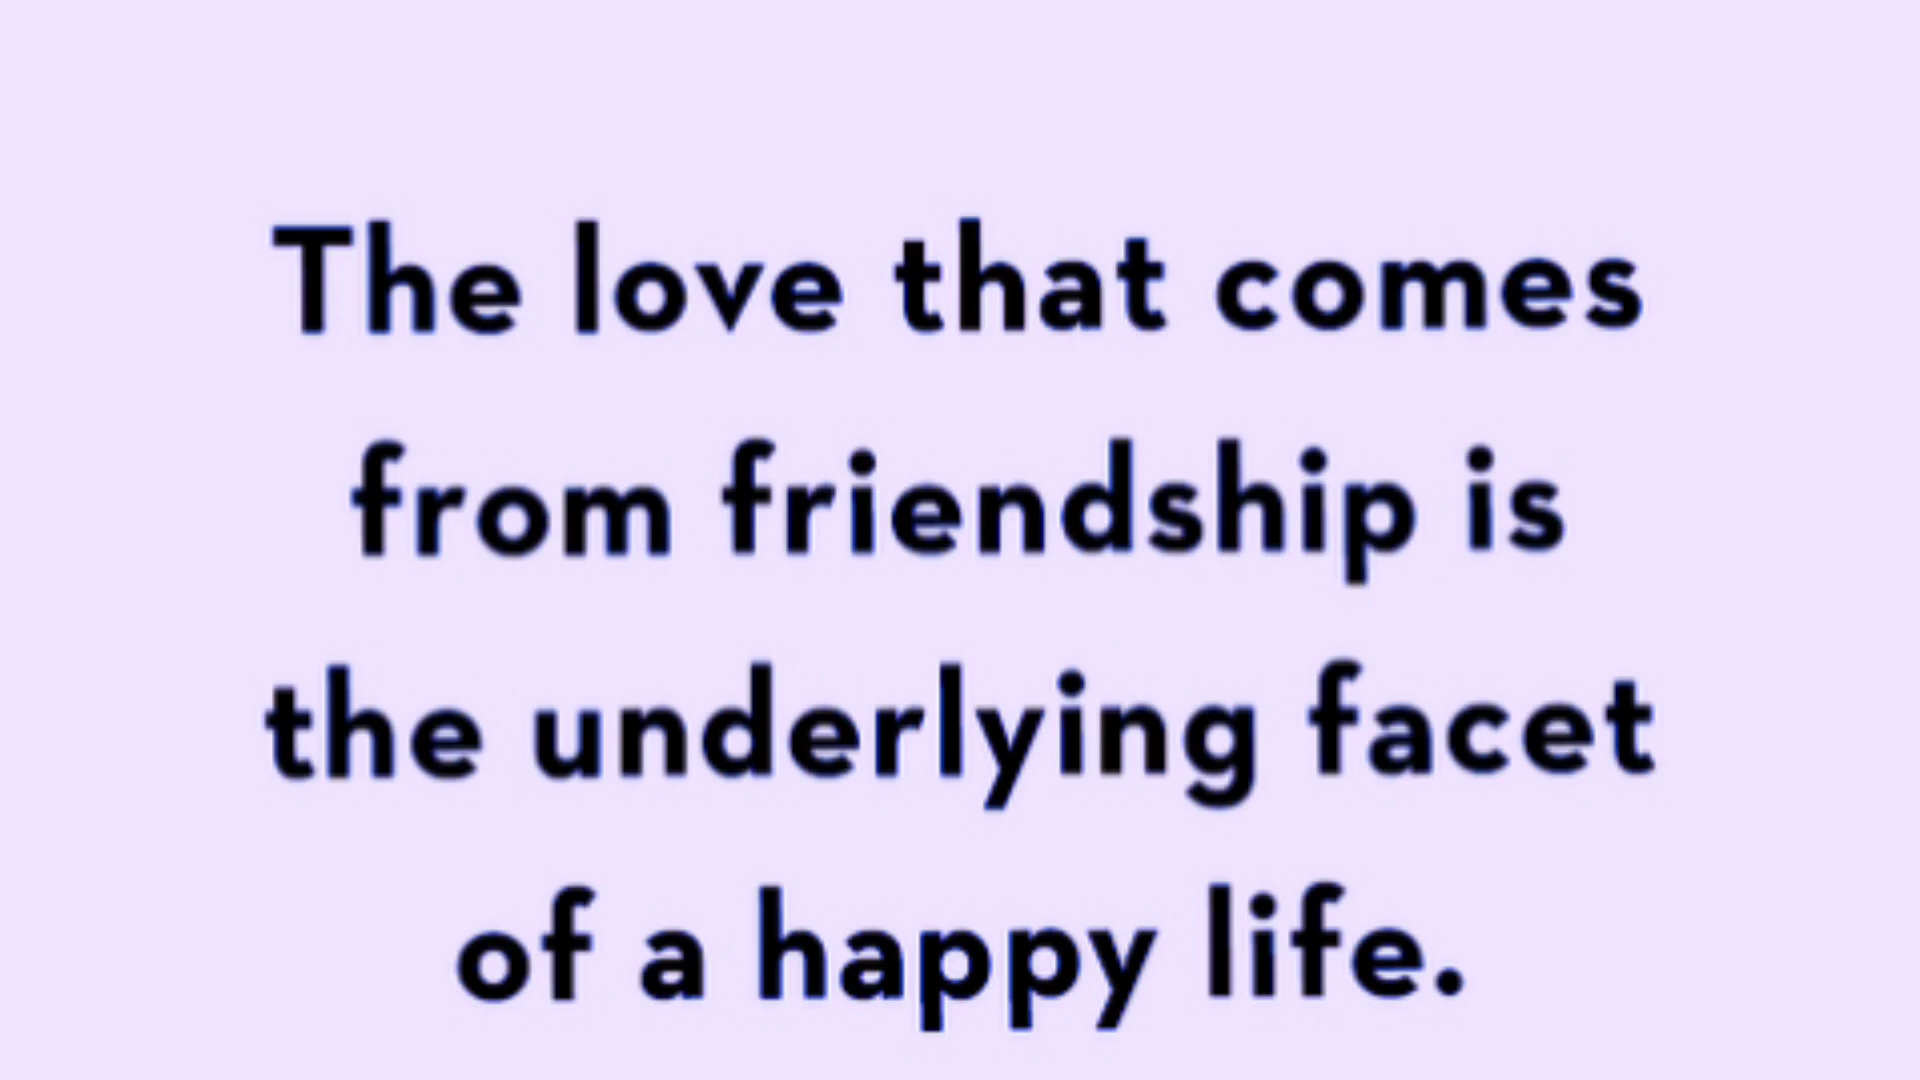 The love that comes
from friendship is
the underlying facet
of a happy life.